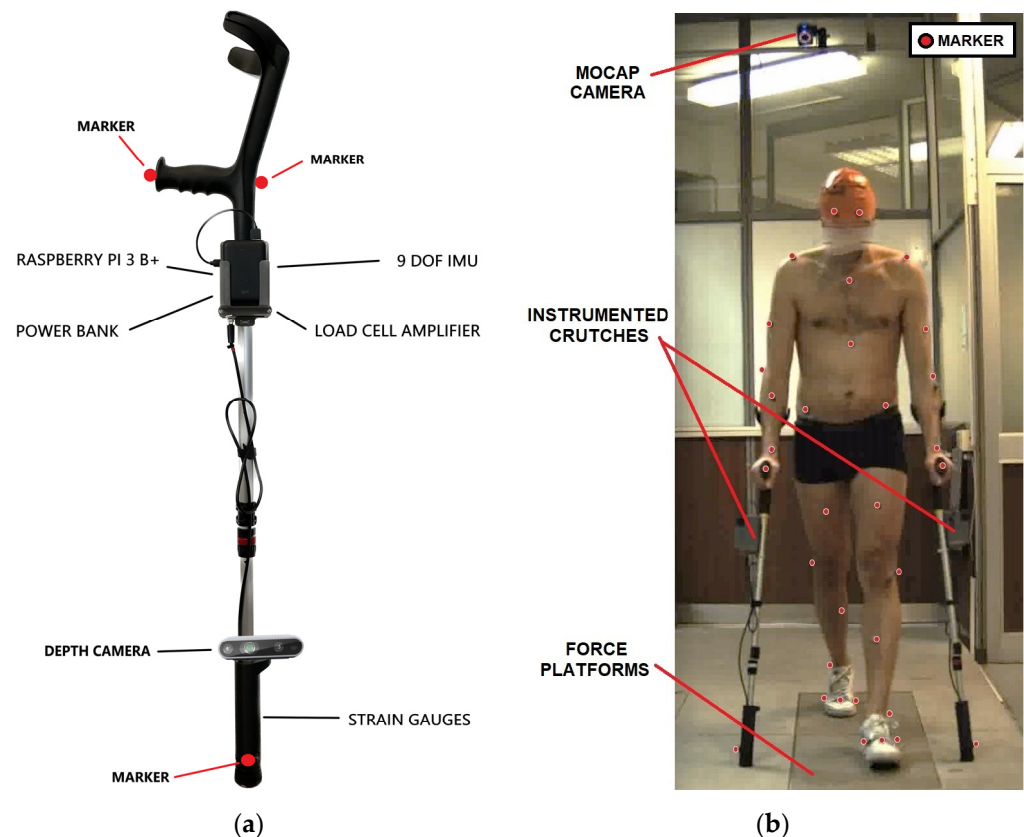 MARKER
MARKER
RASPBERRY PI 3 B+
9 DOF IMU
POWER BANK
LOAD CELL AMPLIFIER
DEPTH CAMERA
STRAIN GAUGES
MARKER
(a)
MARKER
MOCAP
CAMERA
INSTRUMENTED
CRUTCHES
FORCE
PLATFORMS
(b)